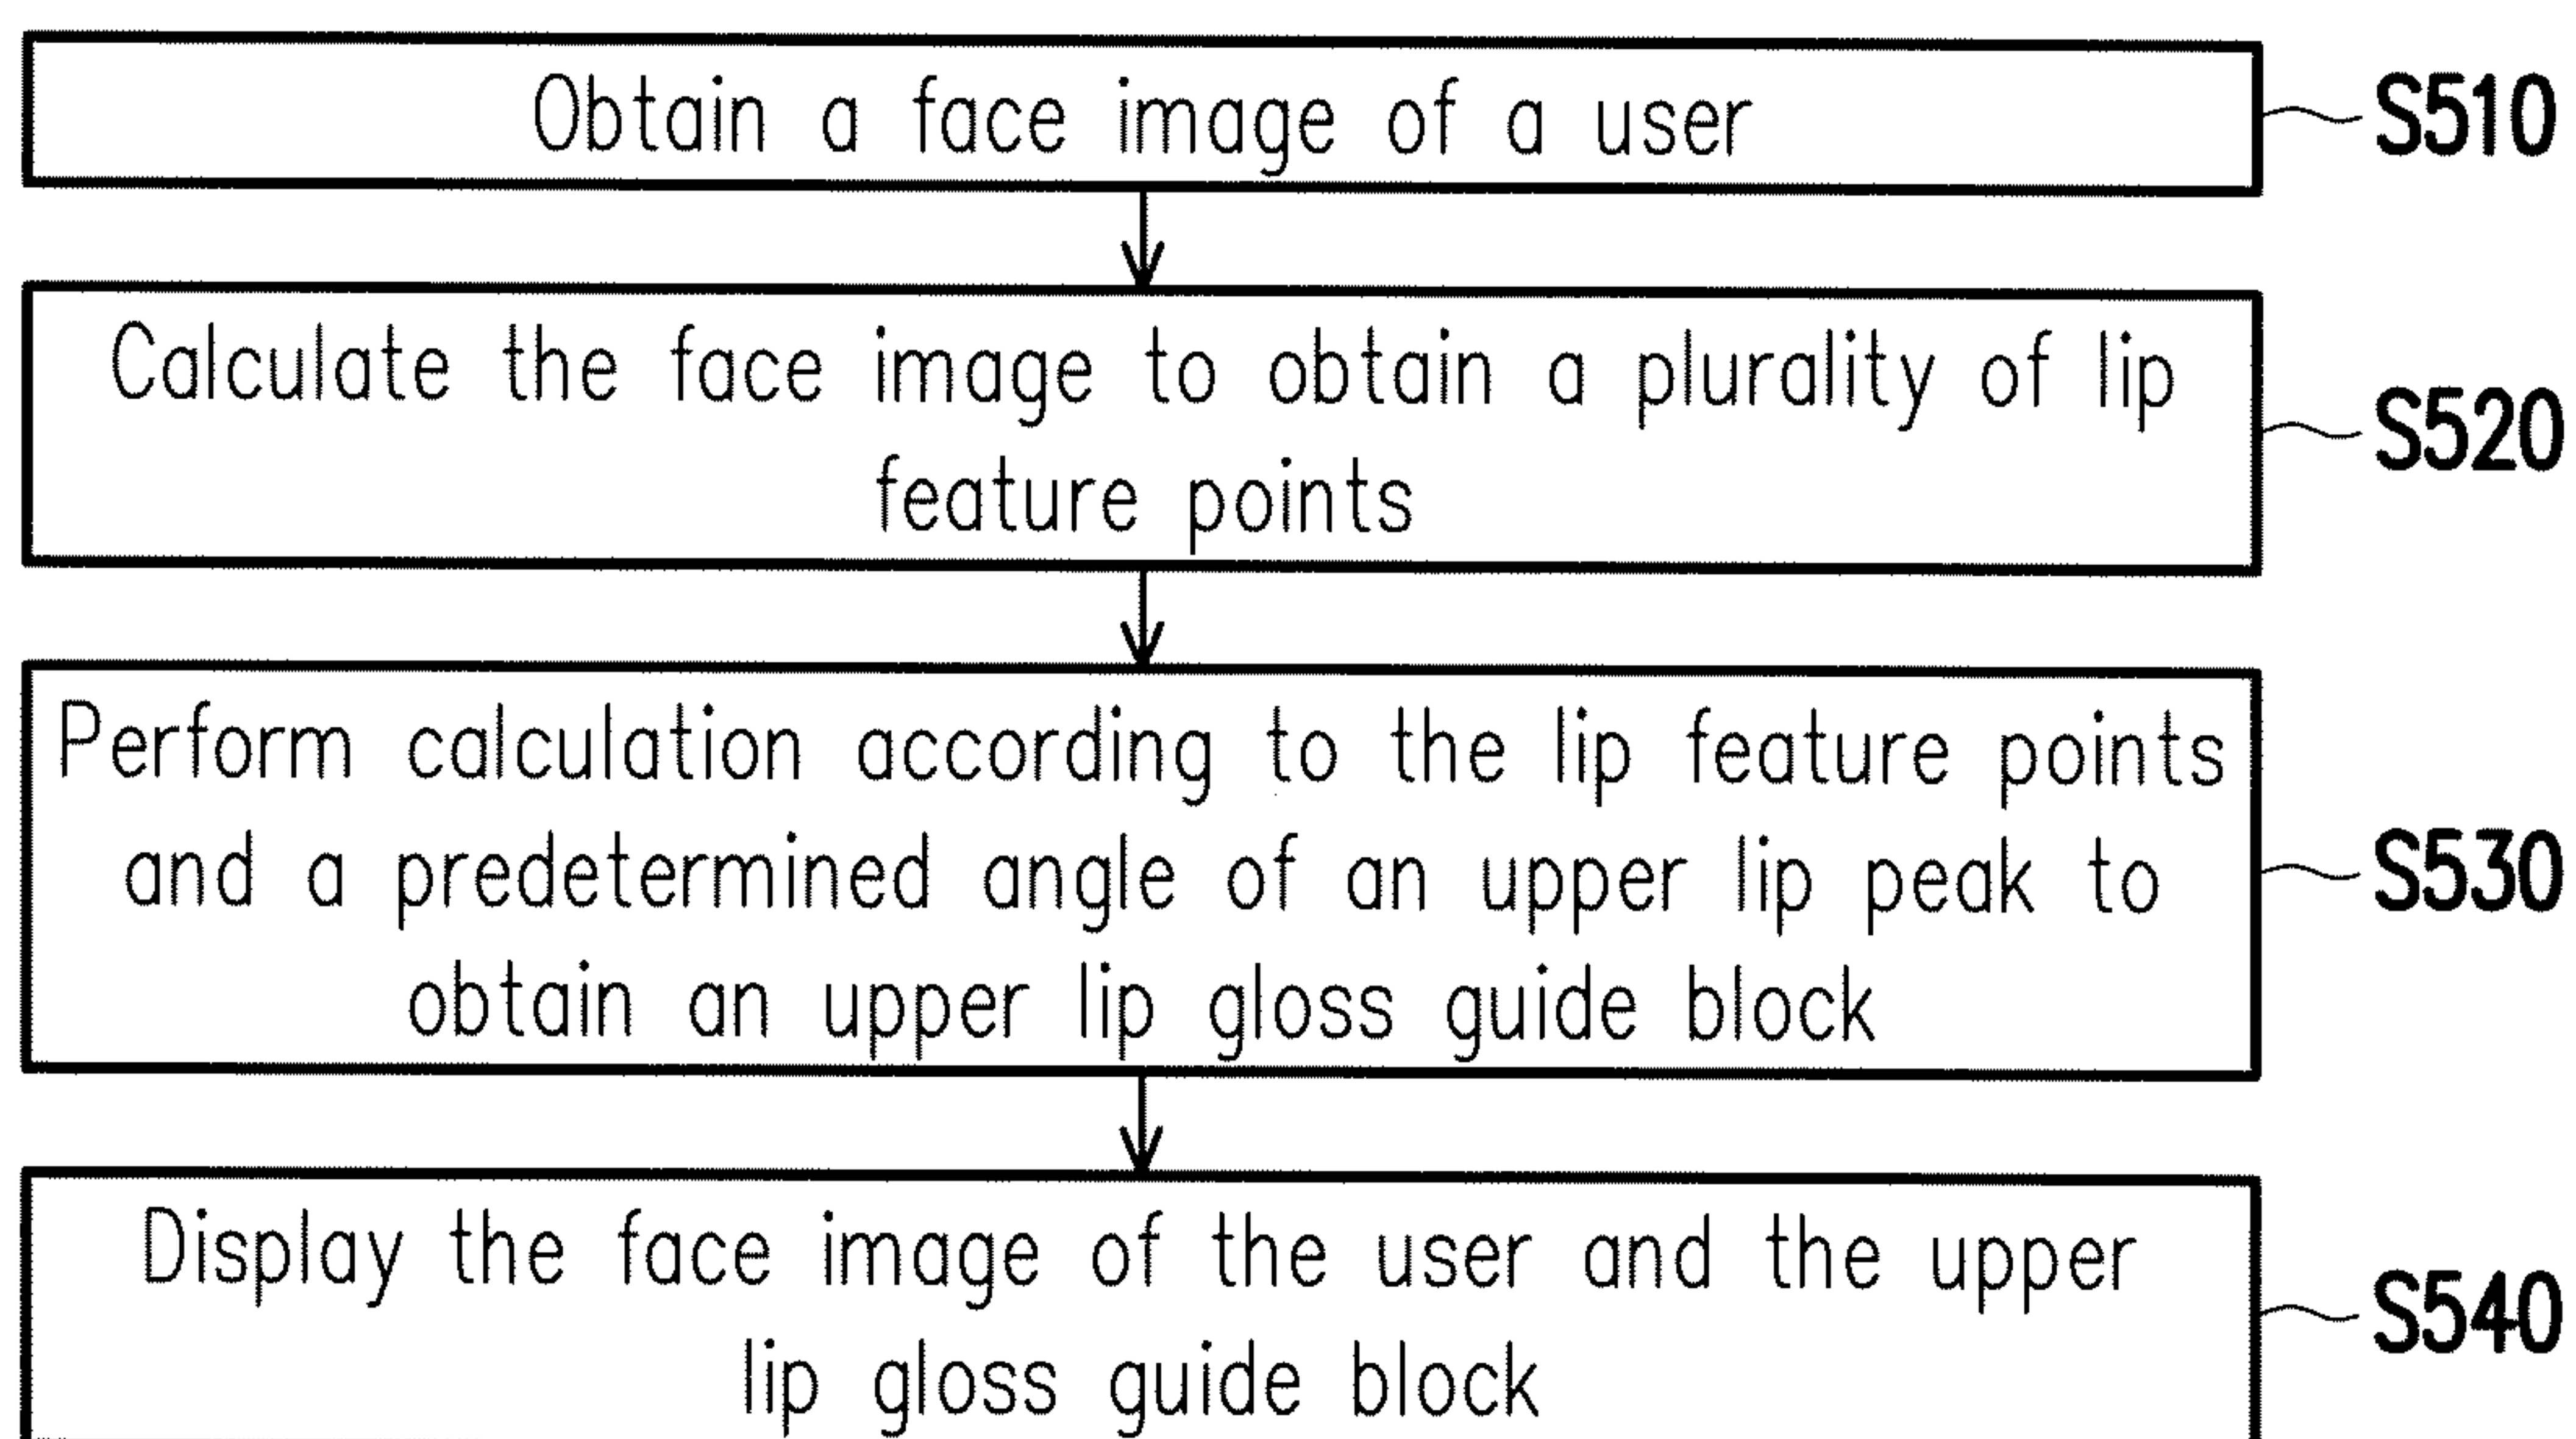 Obtain a face image of a user
S510
Calculate the face image to obtain a plurality of lip
feature points
S520
Perform calculation according to the lip feature points
and a predetermined angle of an upper lip peak to
obtain an upper lip gloss guide block
S530
Display the face image of the user and the upper
lip gloss guide block
S540